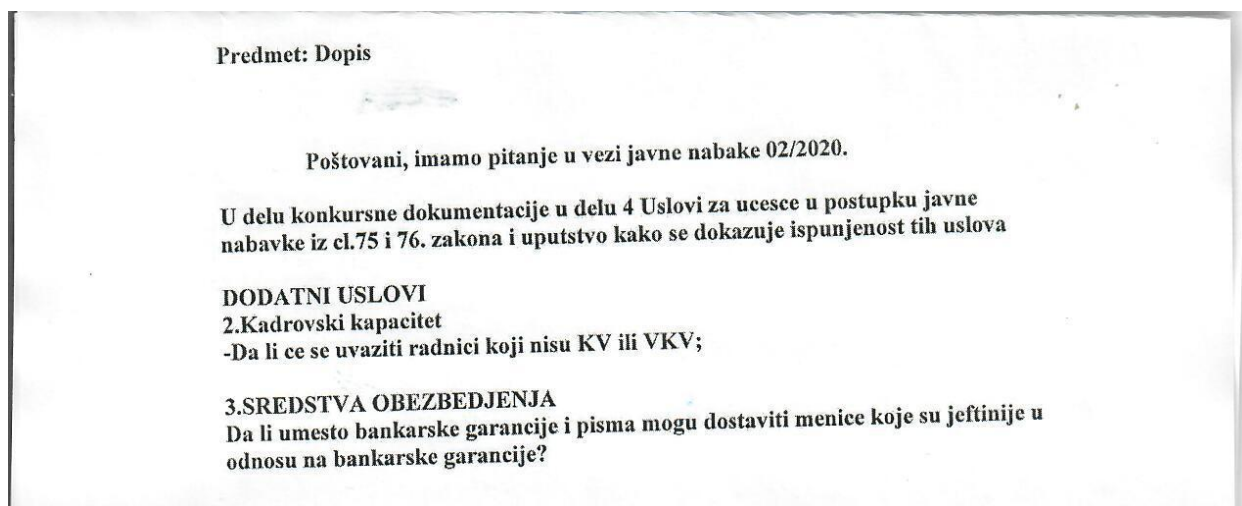 Predmet: Dopis
Poštovani, imamo pitanje u vezi javne nabake 02/2020.
U delu konkursne dokumentacije u delu 4 Uslovi za ucesce u postupku javne
nabavke iz cl.75 i 76. zakona i uputstvo kako se dokazuje ispunjenost tih uslova
DODATNI USLOVI
2.Kadrovski kapacitet
-Da li ce se uvaziti radnici koji nisu KV ili VKV;
3.SREDSTVA OBEZBEDJENJA
Da li umesto bankarske garancije i pisma mogu dostaviti menice koje su jeftinije u
odnosu na bankarske garancije?